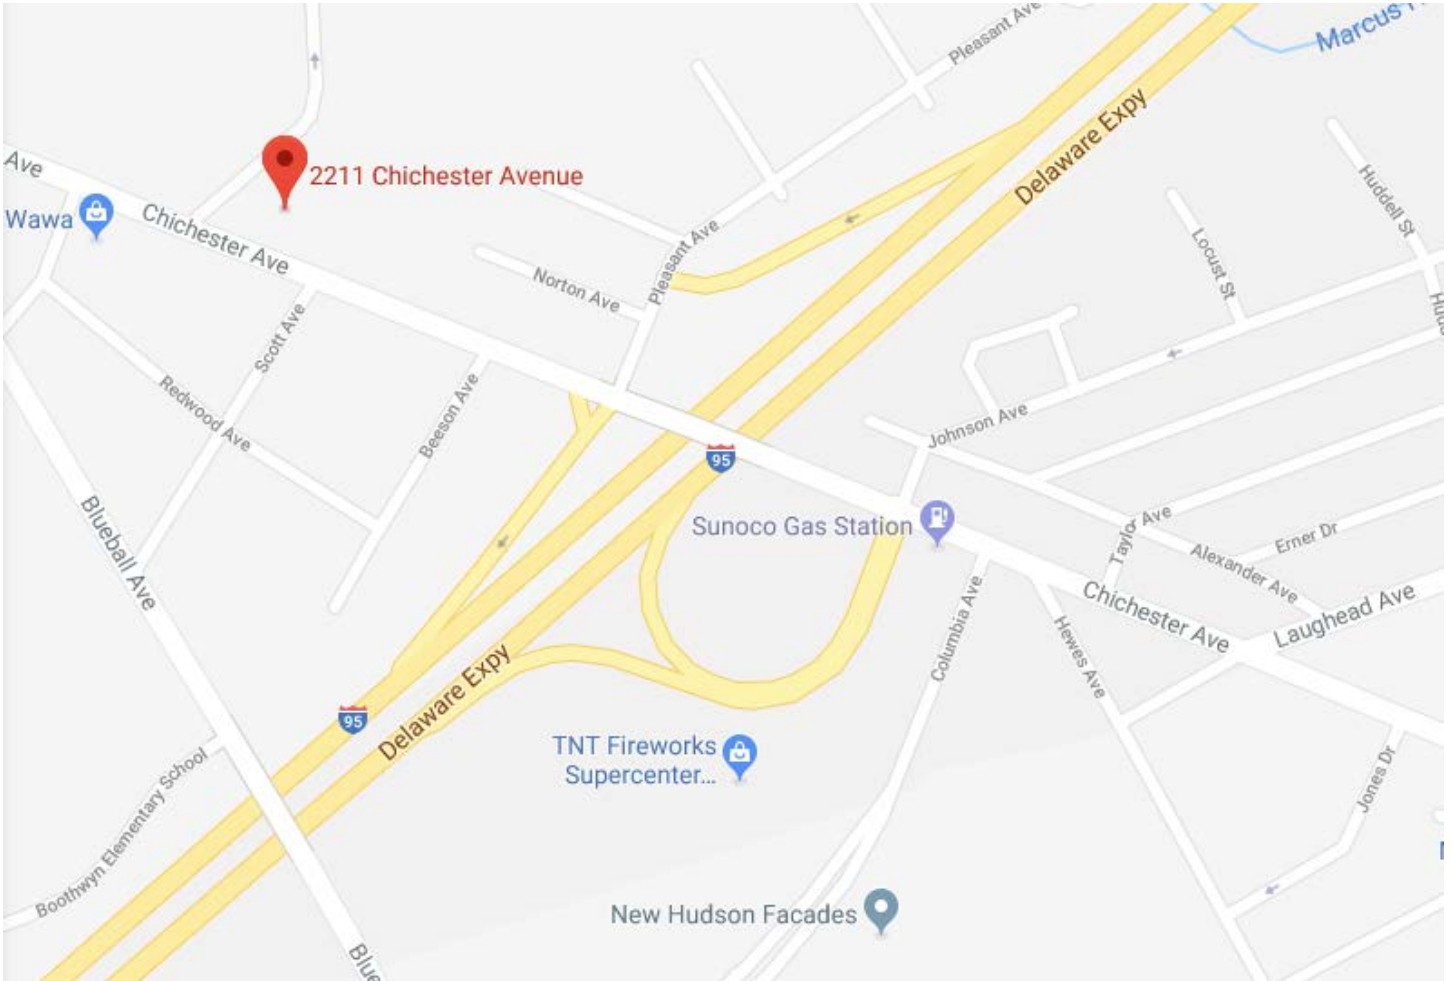 Pleasant Ave
Marcus
Delaware Expy
Ave
2211 Chichester Avenue
Huddell St
Wawa
Chichester Ave
Pleasant Ave
Locust St
Norton Ave
Scott Ave
Redwood Ave
Beeson Ave
Johnson Ave
95
Blueball Ave
Sunoco Gas Station
Taylor Ave
Erner Dr
Alexander Ave
Columbia Ave
Chichester Ave
Laughead Ave
Hewes Ave
Delaware Expy
95
TNT Fireworks
Supercenter...
Jones Dr
Boothwyn Elementary School
New Hudson Facades
Blue